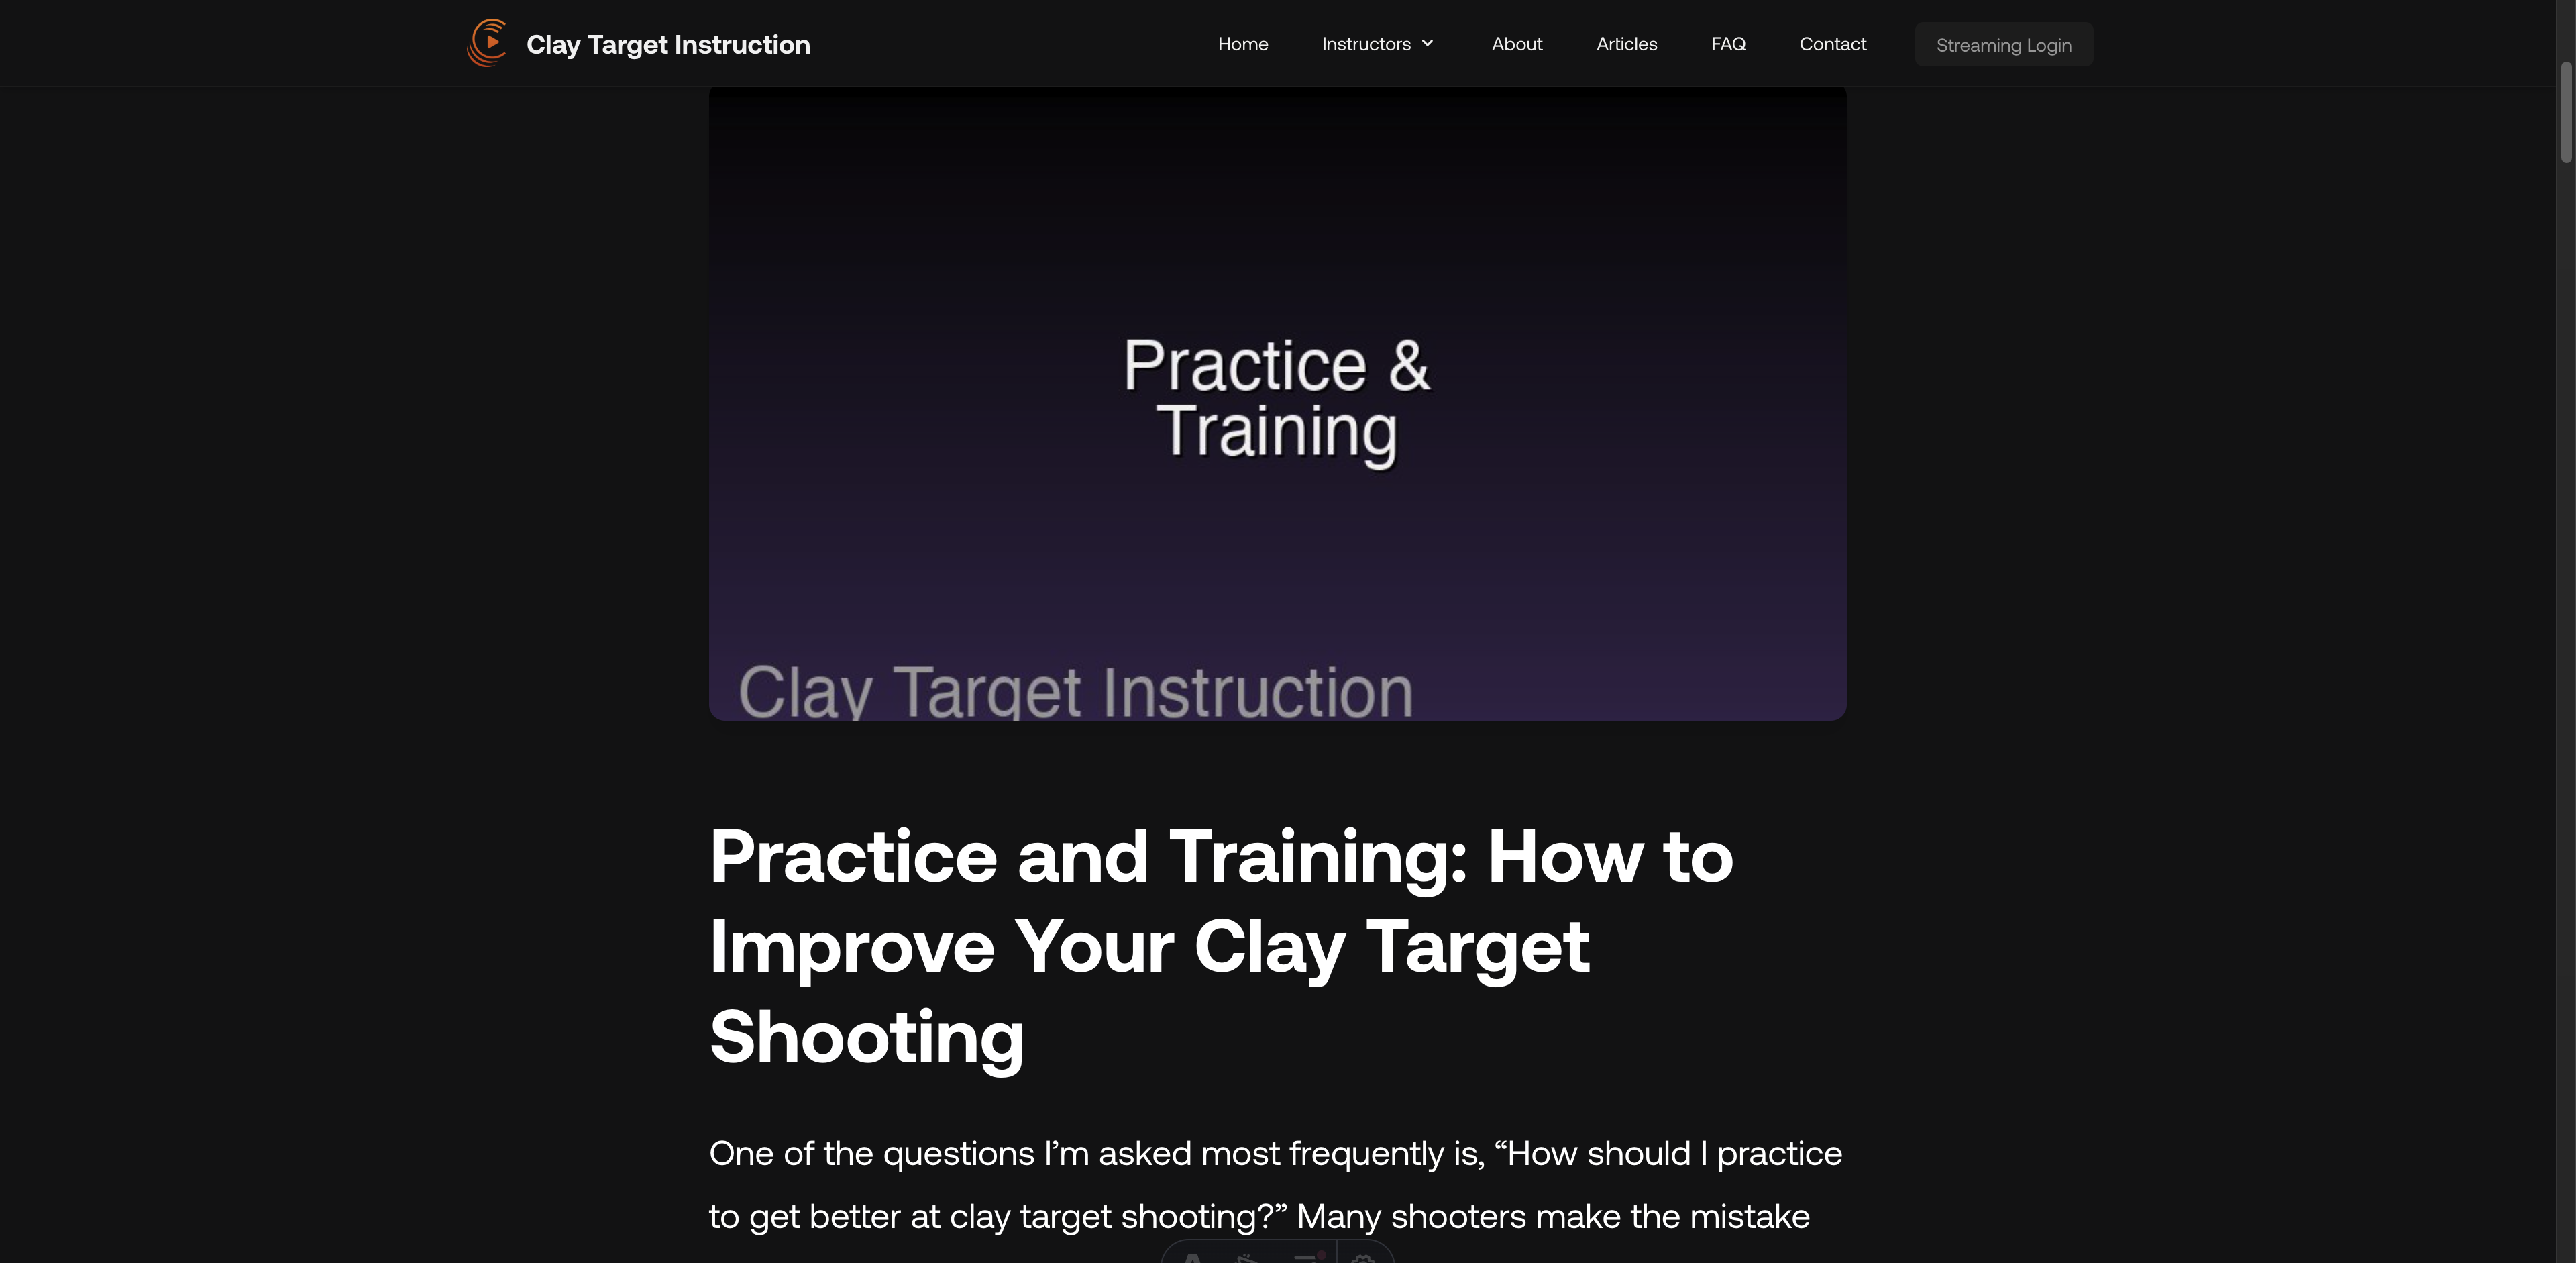 Clay Target Instruction
Home
Instructors
About
Articles
FAQ
Contact
Streaming Login
Practice &
Training
Clay Target Instruction
Practice and Training: How to
Improve Your Clay Target
Shooting
One of the questions I’m asked most frequently is, “How should I practice
to get better at clay target shooting?” Many shooters make the mistake